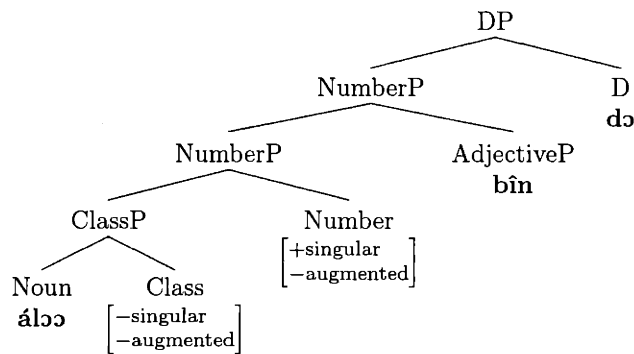 DP
NumberP D
dɔ
NumberP AdjectiveP
bîn
ClassP Number
[+singular
−augmented]
Noun Class
álɔɔ [−singular
−augmented]